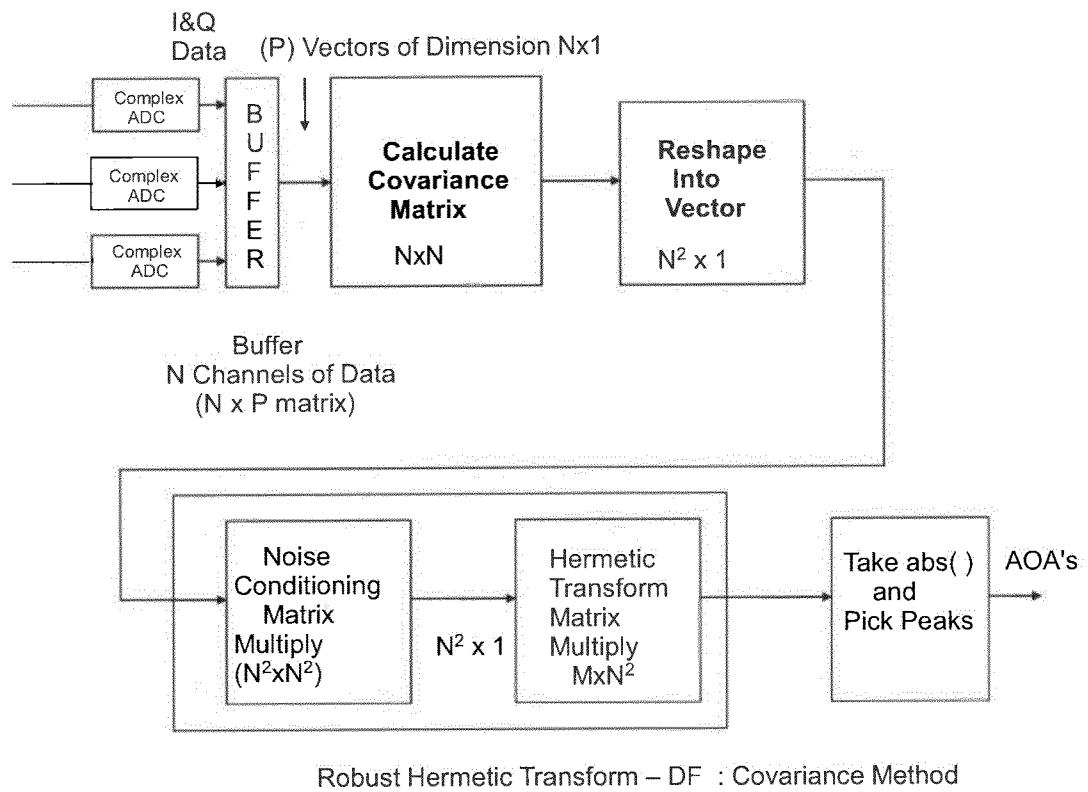 I&Q
Data
(P) Vectors of Dimension Nx1
Complex
ADC
Complex
ADC
Complex
ADC
B
U
F
F
E
R
Calculate
Covariance
Matrix
NxN
Reshape
Into
Vector
N² x 1
Buffer
N Channels of Data
(N x P matrix)
Noise
Conditioning
Matrix
Multiply
(N²xN²)
N² x 1
Hermetic
Transform
Matrix
Multiply
MxN²
Take abs( )
and
Pick Peaks
AOA's
Robust Hermetic Transform – DF : Covariance Method